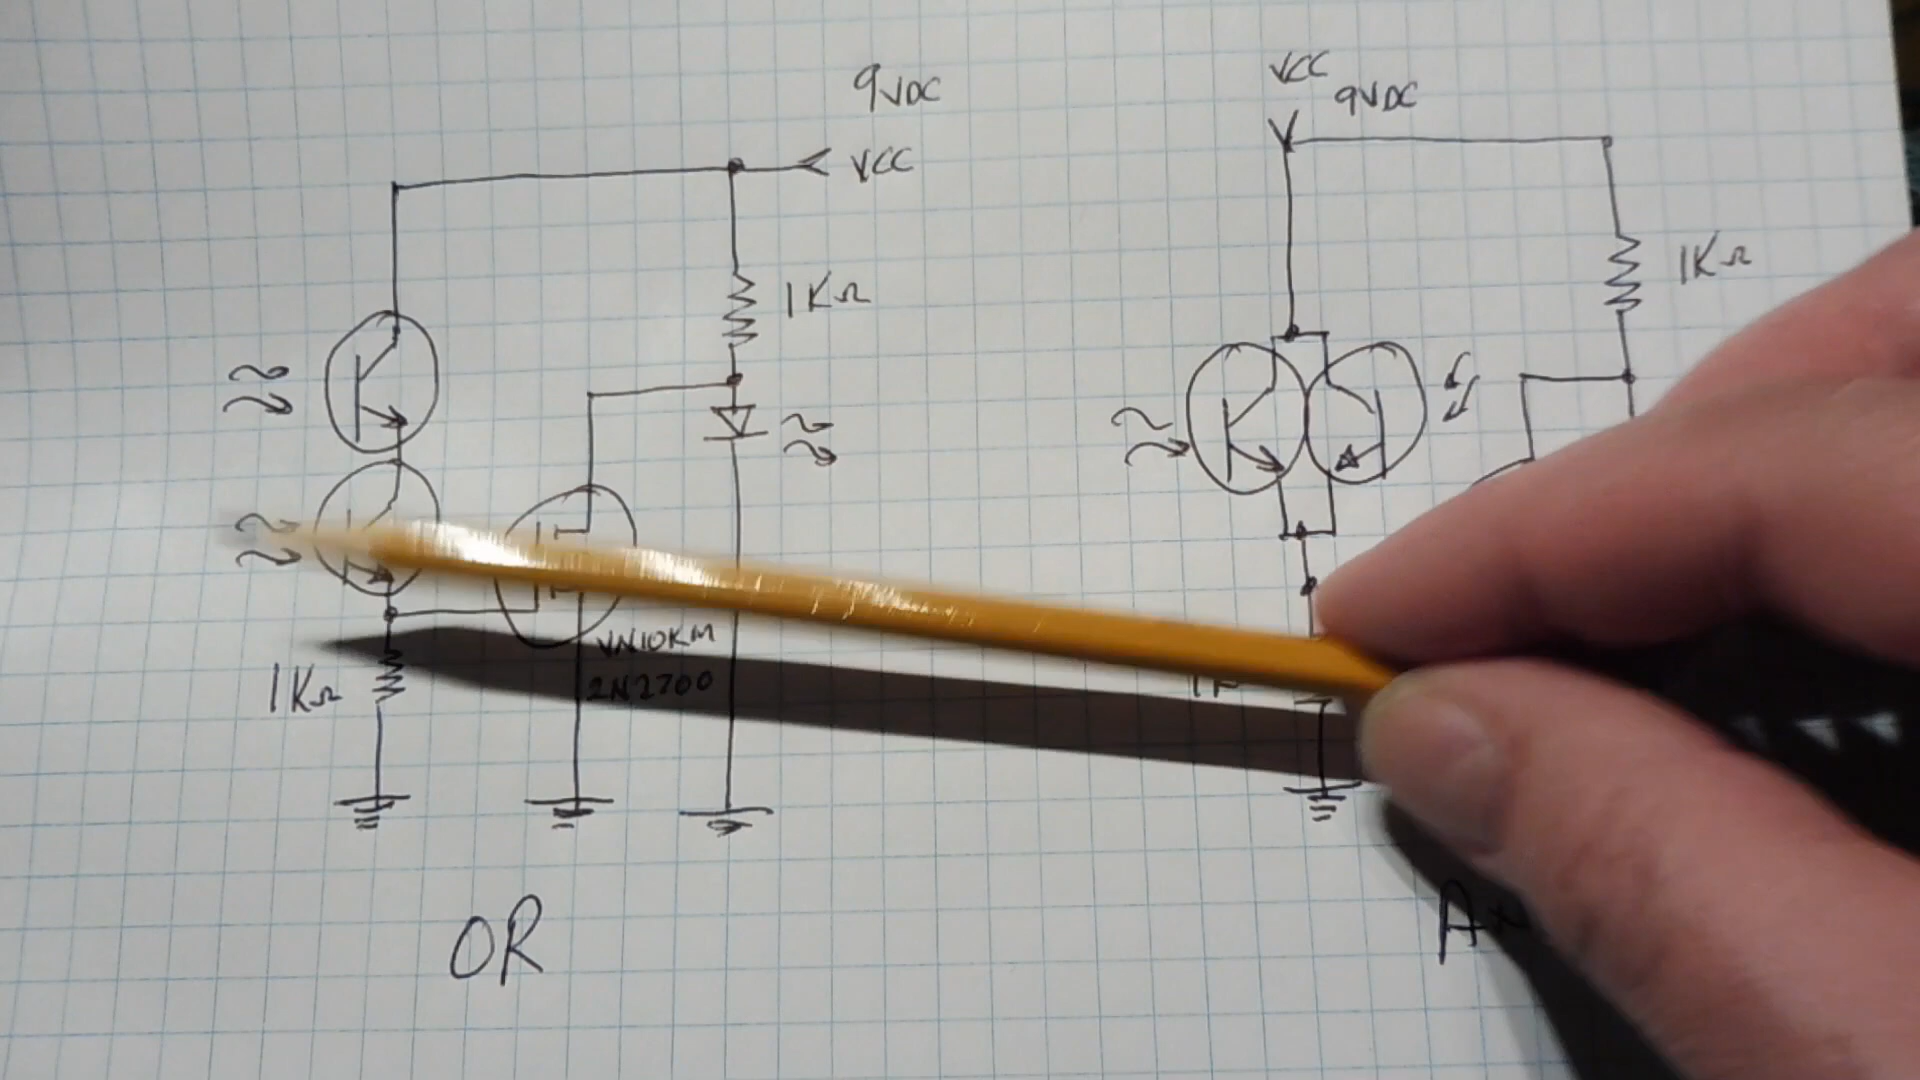 9VDC
VCC
1KΩ
1KΩ
VN10KM
2N2700
OR
VCC
9VDC
1KΩ